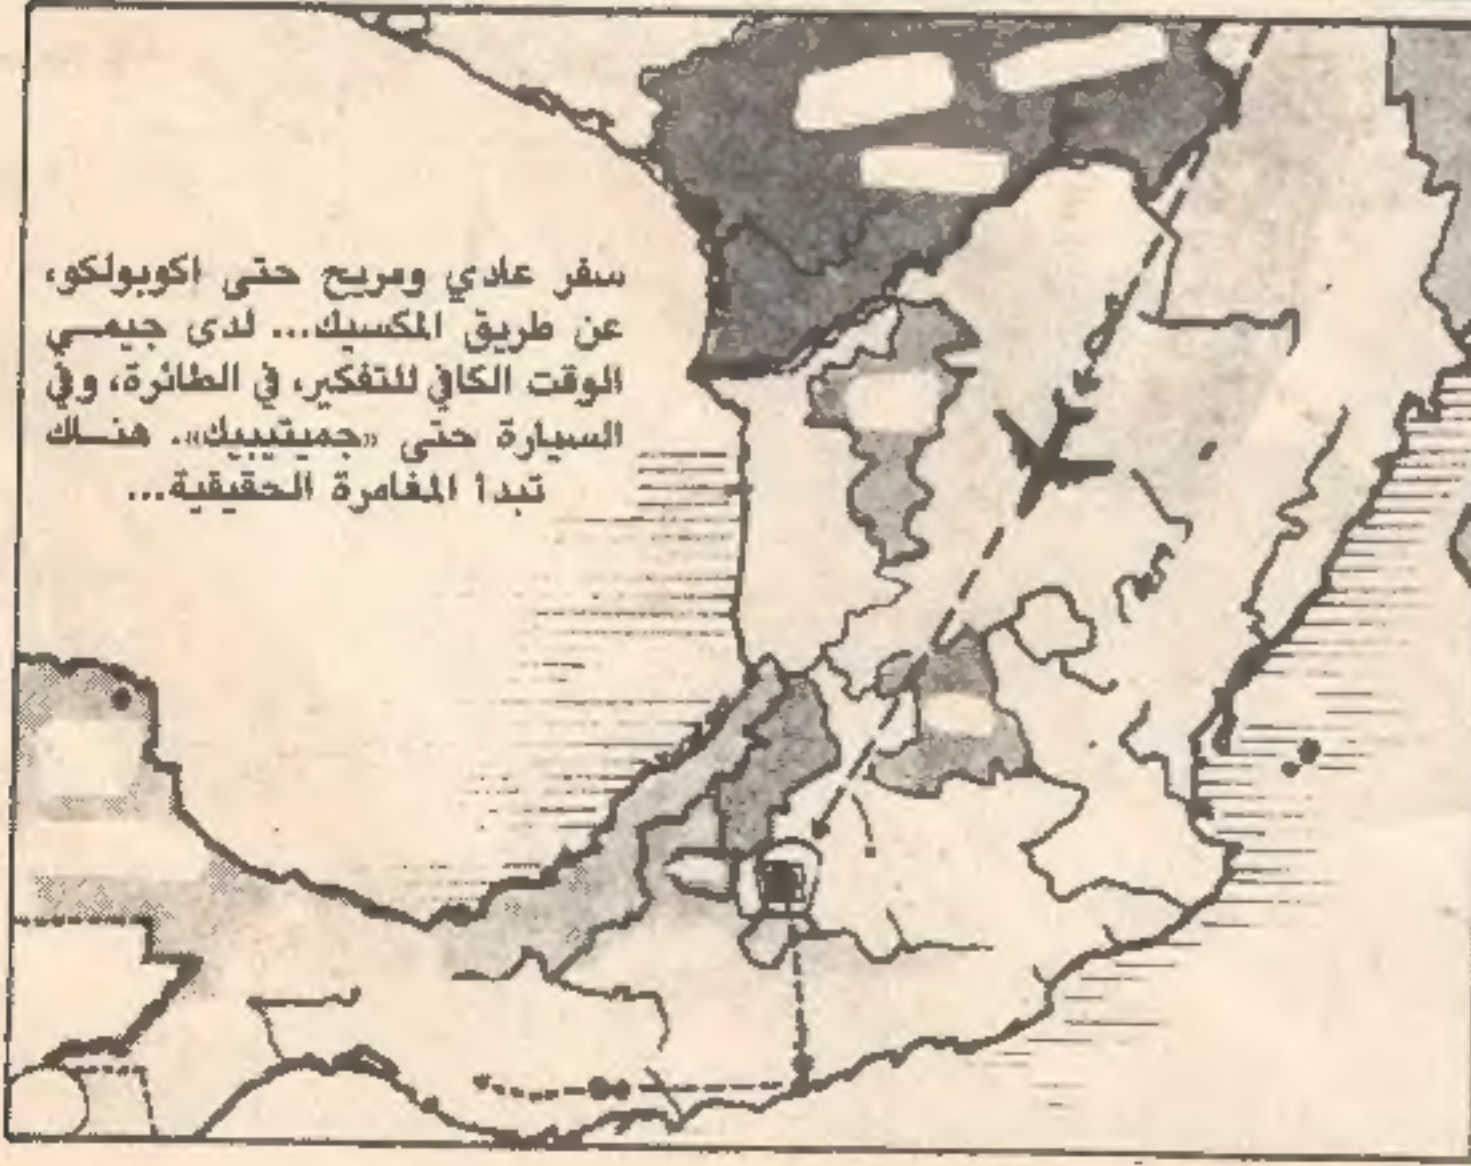 سفر عادي ومريح حتى اكوبولكو،
عن طريق المكسيك... لدى جيمي
الوقت الكافي للتفكير، في الطائرة، وفي
السيارة حتى «جميتيبيك». هناك
تبدأ المغامرة الحقيقية...